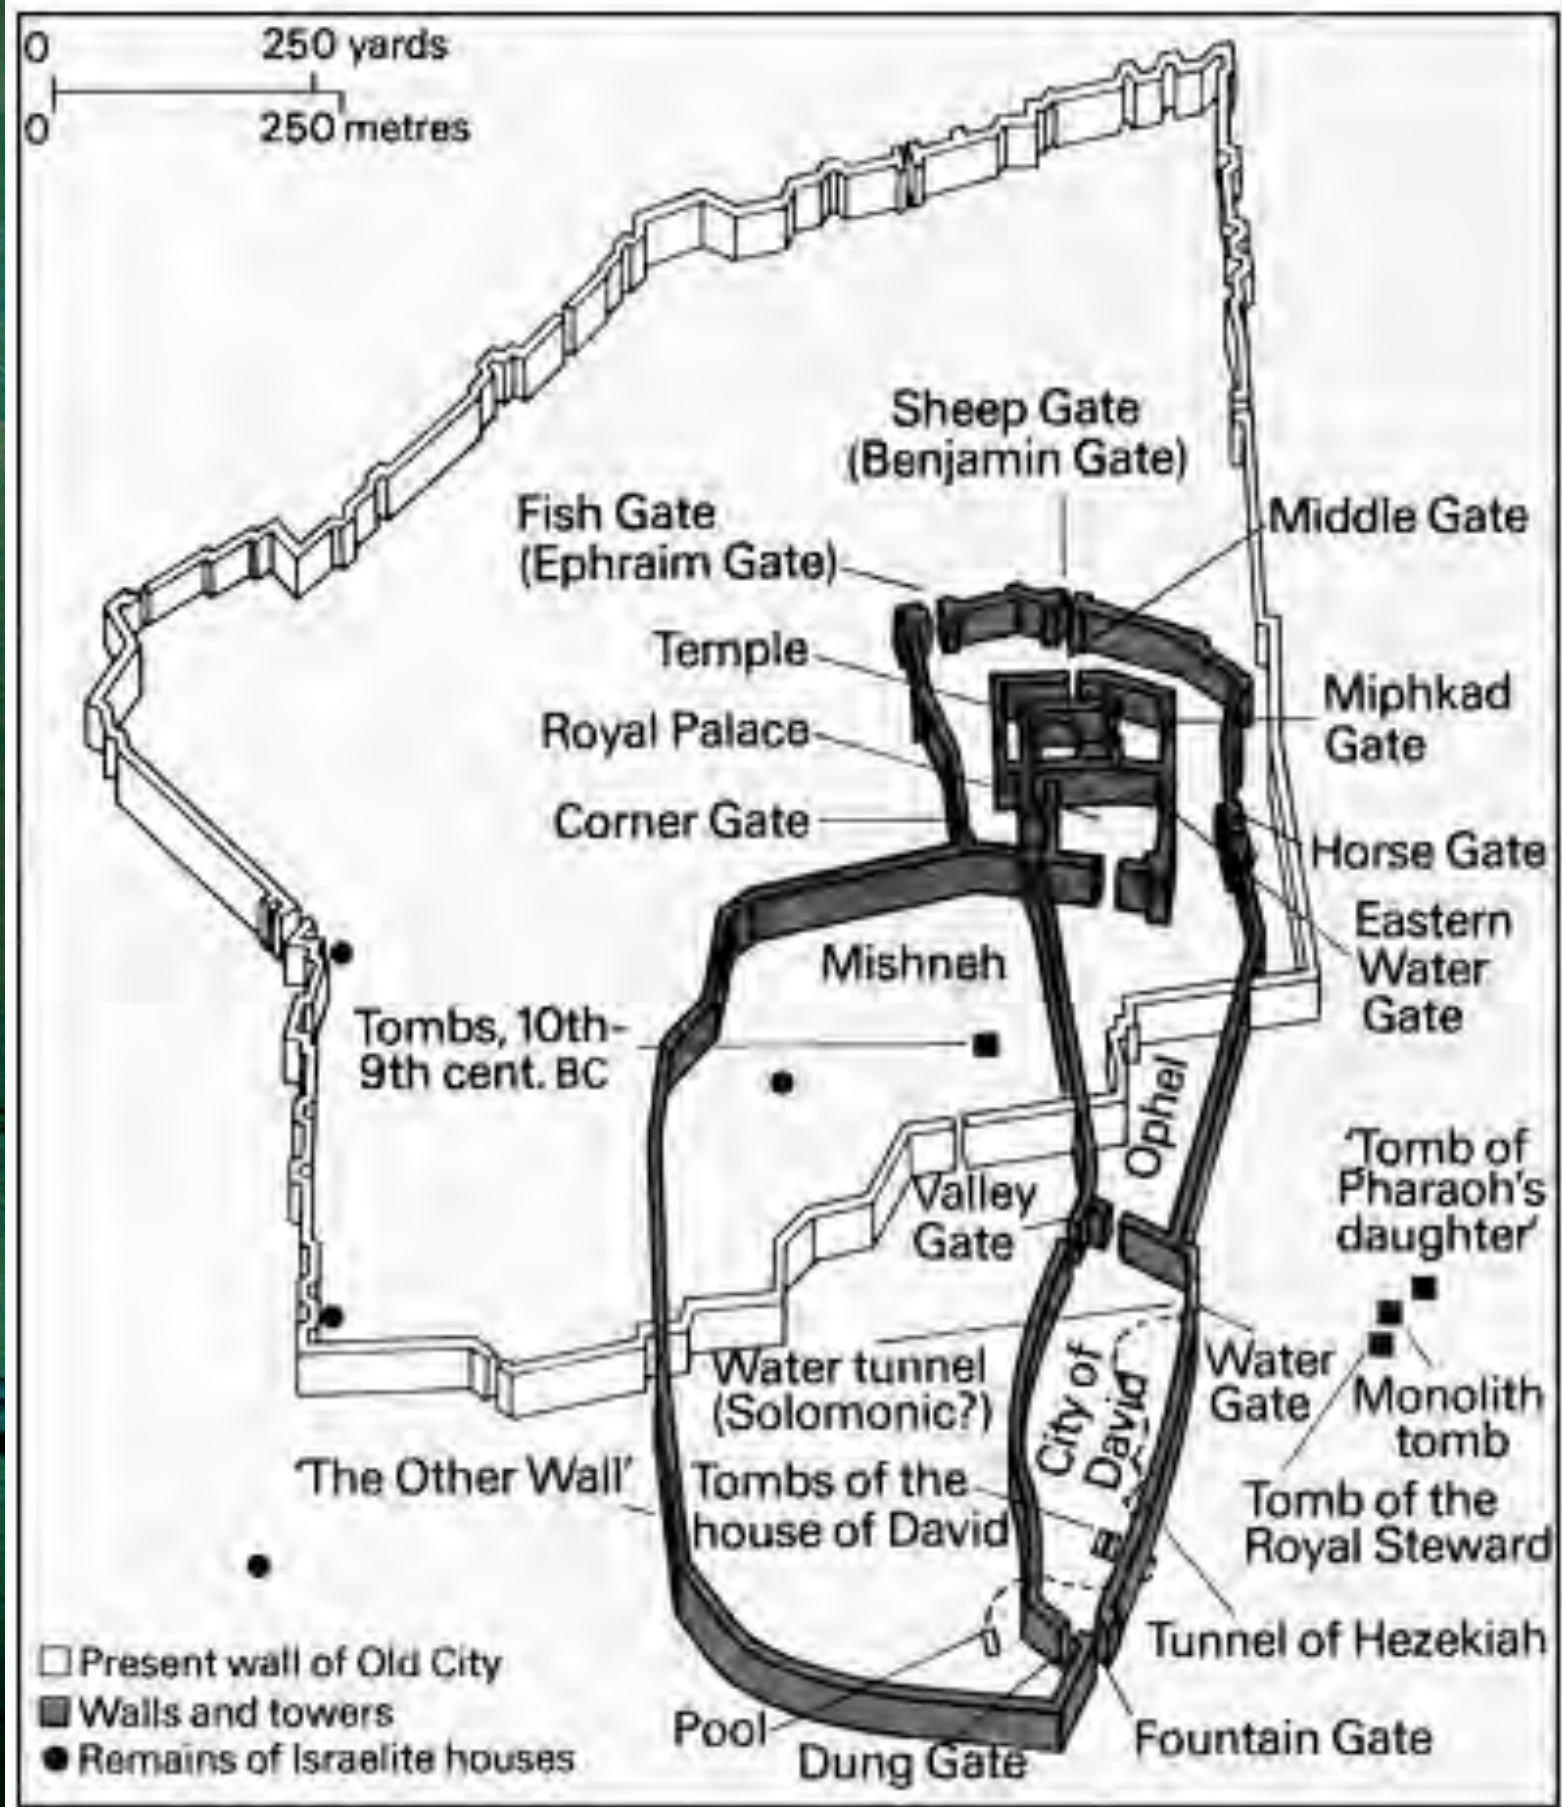 0 250 yards
0 250 metres
Sheep Gate
(Benjamin Gate)
Fish Gate
(Ephraim Gate)
Middle Gate
Temple
Miphkad
Gate
Royal Palace
Corner Gate
Horse Gate
Eastern
Water
Gate
Mishneh
Tombs, 10th-
9th cent. BC
Ophel
'Tomb of
Pharaoh's
daughter'
Valley
Gate
Water tunnel
(Solomonic?)
City of
David
Water
Gate
Monolith
tomb
'The Other Wall'
Tombs of the
house of David
Tomb of the
Royal Steward
Tunnel of Hezekiah
Pool
Dung Gate
Fountain Gate
Present wall of Old City
Walls and towers
Remains of Israelite houses